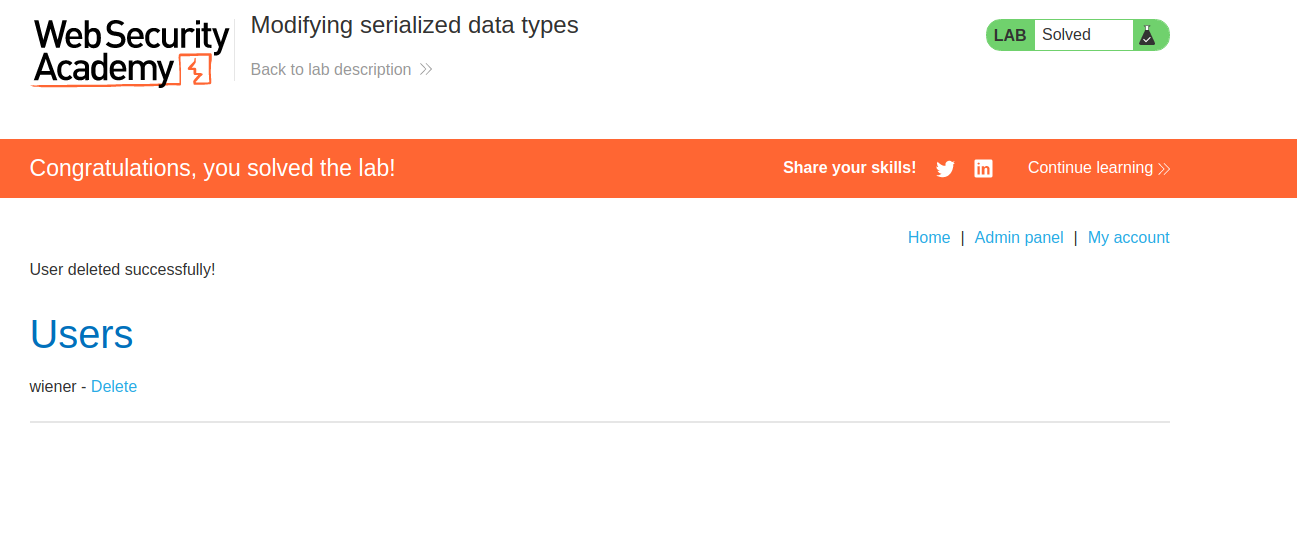 Web Security
Academy
Modifying serialized data types
Back to lab description
LAB Solved
Congratulations, you solved the lab!
Share your skills!
Continue learning
Home | Admin panel | My account
User deleted successfully!
Users
wiener - Delete